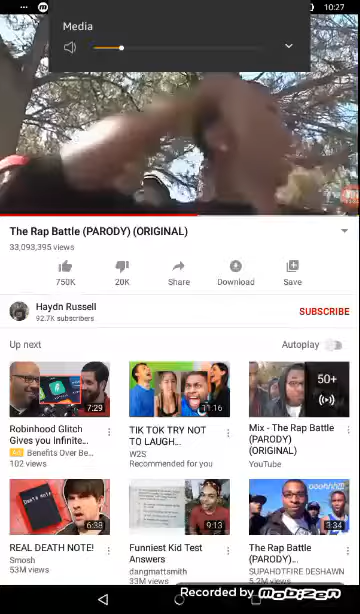 10:27
Media
The Rap Battle (PARODY) (ORIGINAL)
33,093,395 views
750K
20K
Share
Download
Save
Haydn Russell
92.7K subscribers
SUBSCRIBE
Up next
Autoplay
7:29
11:16
50+
Robinhood Glitch
Gives you Infinite...
Ad Benefits Over Be...
102 views
TIK TOK TRY NOT
TO LAUGH...
W2S
Recommended for you
Mix - The Rap Battle
(PARODY)
(ORIGINAL)
YouTube
Death note
6:38
9:13
3:34
REAL DEATH NOTE!
Smosh
53M views
Funniest Kid Test
Answers
dangmattsmith
33M views
The Rap Battle
(PARODY)...
SUPAHOTFIRE DESHAWN
5.2M views
Recorded by mobizen